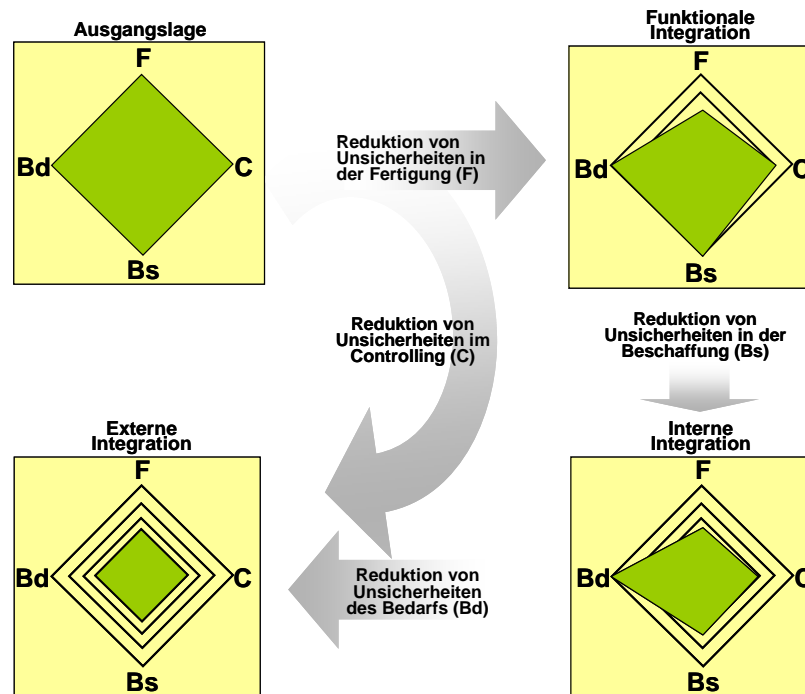 Ausgangslage
F
Bd
C
Bs
Reduktion von
Unsicherheiten in
der Fertigung (F)
Funktionale
Integration
F
Bd
C
Bs
Reduktion von
Unsicherheiten im
Controlling (C)
Reduktion von
Unsicherheiten in der
Beschaffung (Bs)
Externe
Integration
F
Bd
C
Bs
Reduktion von
Unsicherheiten
des Bedarfs (Bd)
Interne
Integration
F
Bd
C
Bs